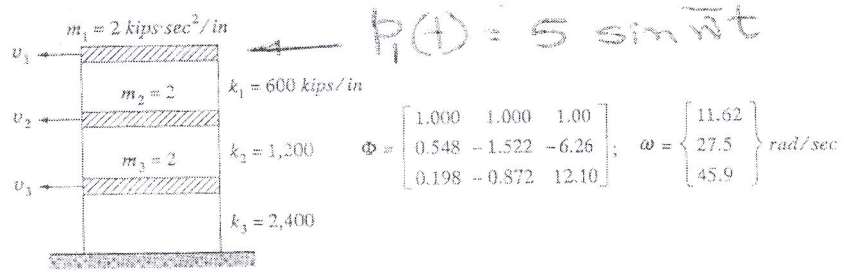 m₁ = 2 kips·sec²/in
p₁(t) = 5 sin w̅t
v₁
k₁ = 600 kips/in
m₂ = 2
v₂
k₂ = 1,200
m₃ = 2
v₃
k₃ = 2,400
Φ = [1.000 1.000 1.00
0.548 -1.522 -6.26
0.198 -0.872 12.10] ; ω = {11.62
27.5
45.9} rad/sec